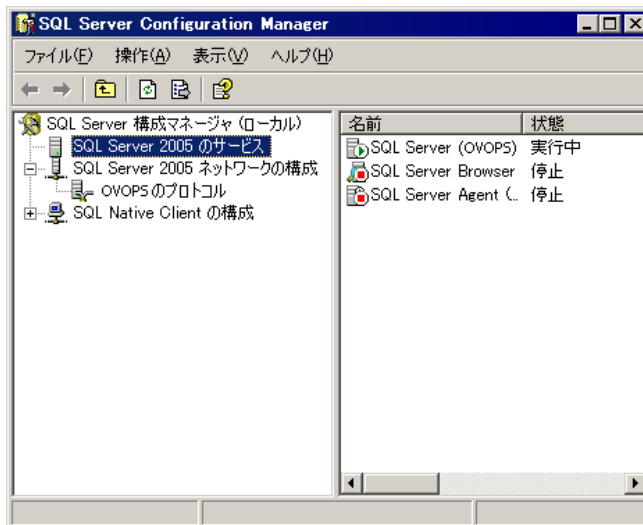 SQL Server Configuration Manager
ファイル(F) 操作(A) 表示(V) ヘルプ(H)
SQL Server 構成マネージャ (ローカル)
SQL Server 2005 のサービス
SQL Server 2005 ネットワークの構成
OVOPS のプロトコル
SQL Native Client の構成
名前 状態
SQL Server (OVOPS) 実行中
SQL Server Browser 停止
SQL Server Agent (... 停止